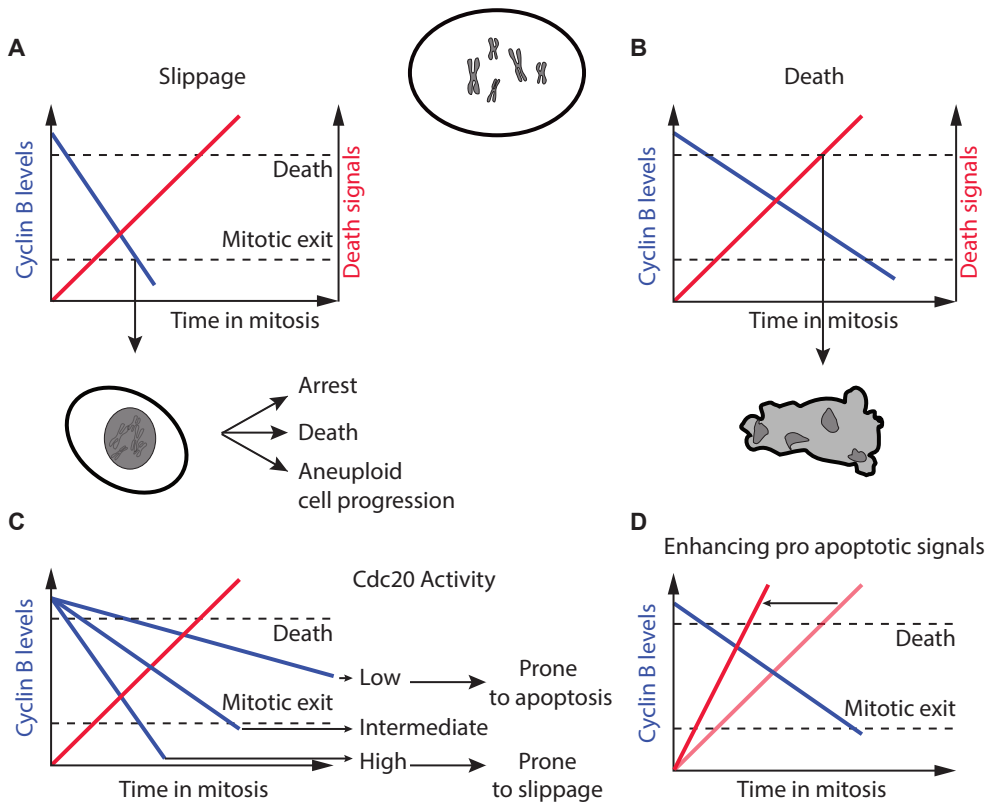 A
Slippage
Cyclin B levels
Death
Mitotic exit
Death signals
Time in mitosis
Arrest
Death
Aneuploid
cell progression
B
Death
Cyclin B levels
Death signals
Time in mitosis
C
Cdc20 Activity
Cyclin B levels
Death
Mitotic exit
Low
Prone
to apoptosis
Intermediate
High
Prone
to slippage
Time in mitosis
D
Enhancing pro apoptotic signals
Cyclin B levels
Death
Mitotic exit
Time in mitosis